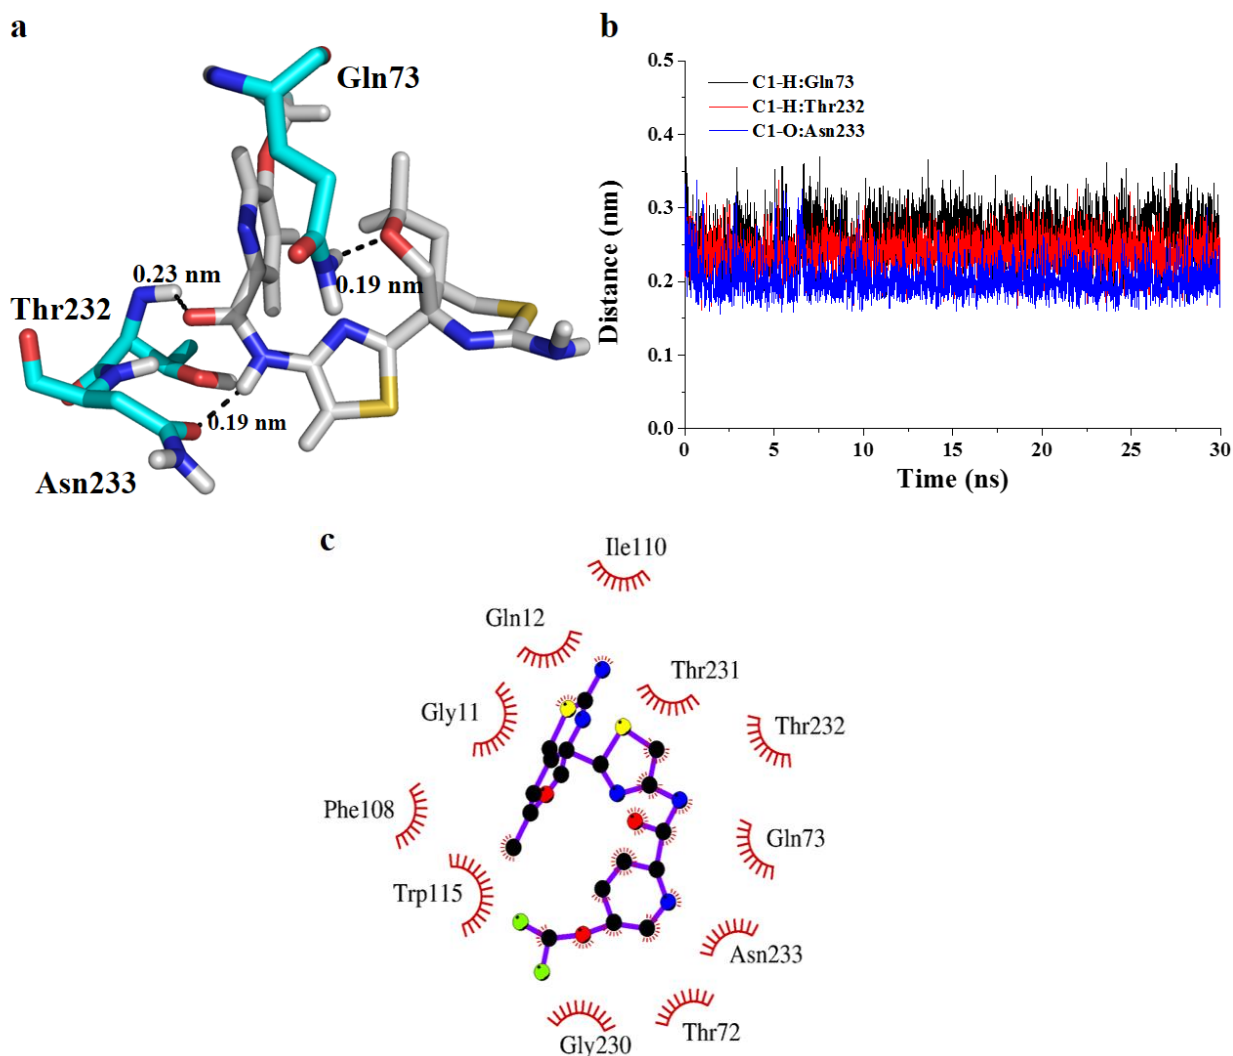 a
Gln73
0.23 nm
0.19 nm
Thr232
0.19 nm
Asn233
b
0.5
0.4
0.3
0.2
0.1
0.0
Distance (nm)
C1-H:Gln73
C1-H:Thr232
C1-O:Asn233
0 5 10 15 20 25 30
Time (ns)
c
Ile110
Gln12
Thr231
Gly11
Thr232
Phe108
Gln73
Trp115
Asn233
Thr72
Gly230